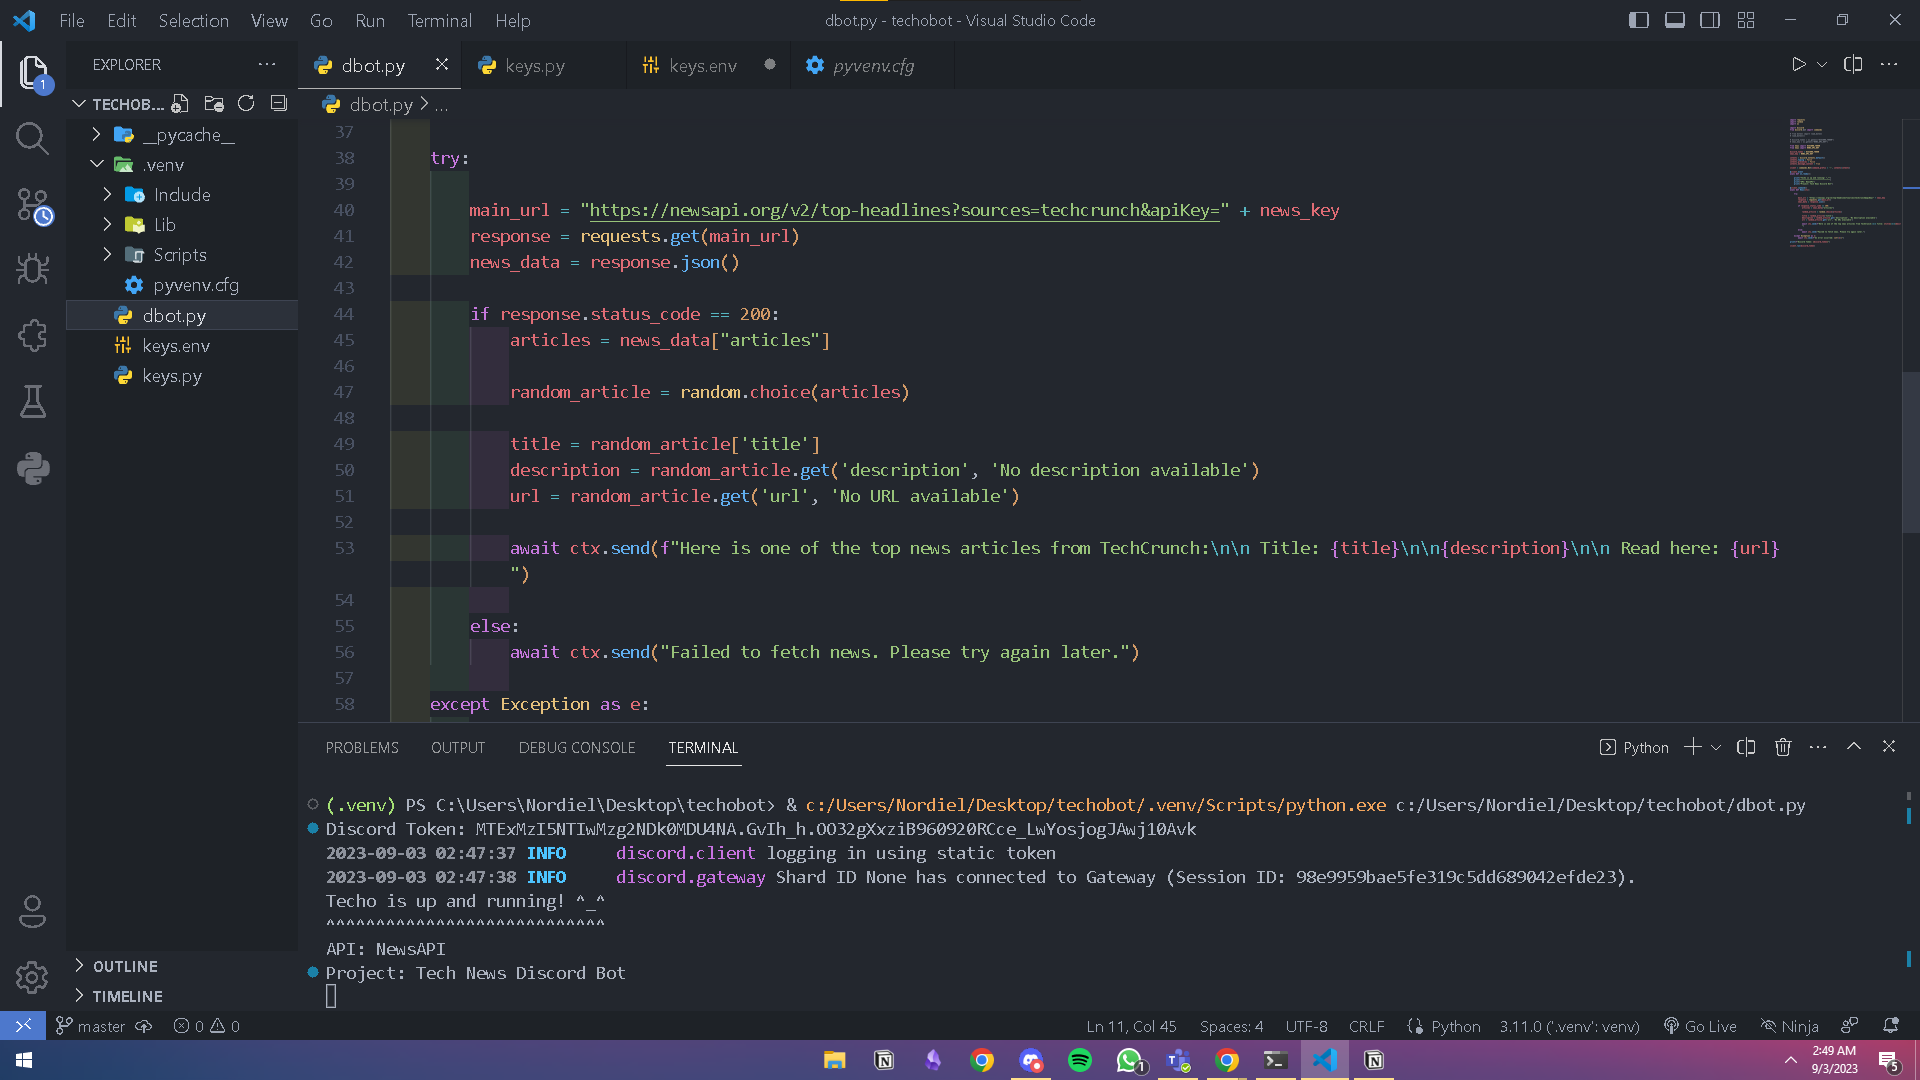 File Edit Selection View Go Run Terminal Help
dbot.py - techobot - Visual Studio Code
EXPLORER
dbot.py
keys.py
keys.env
pyvenv.cfg
1
TECHOB...
dbot.py > ...
__pycache__
.venv
Include
Lib
Scripts
pyvenv.cfg
dbot.py
keys.env
keys.py
37
38 try:
39
40 main_url = "https://newsapi.org/v2/top-headlines?sources=techcrunch&apiKey=" + news_key
41 response = requests.get(main_url)
42 news_data = response.json()
43
44 if response.status_code == 200:
45 articles = news_data["articles"]
46
47 random_article = random.choice(articles)
48
49 title = random_article['title']
50 description = random_article.get('description', 'No description available')
51 url = random_article.get('url', 'No URL available')
52
53 await ctx.send(f"Here is one of the top news articles from TechCrunch:\n\n Title: {title}\n\n{description}\n\n Read here: {url}
")
54
55 else:
56 await ctx.send("Failed to fetch news. Please try again later.")
57
58 except Exception as e:
PROBLEMS OUTPUT DEBUG CONSOLE TERMINAL
Python
(.venv) PS C:\Users\Nordiel\Desktop\techobot> & c:/Users/Nordiel/Desktop/techobot/.venv/Scripts/python.exe c:/Users/Nordiel/Desktop/techobot/dbot.py
Discord Token: MTExMzI5NTIwMzg2NDk0MDU4NA.GvIh_h.OO32gXxziB96092ORCce_LwYosjogJAwj10Avk
2023-09-03 02:47:37 INFO discord.client logging in using static token
2023-09-03 02:47:38 INFO discord.gateway Shard ID None has connected to Gateway (Session ID: 98e9959bae5fe319c5dd689042efde23).
Techo is up and running! ^_^
^^^^^^^^^^^^^^^^^^^^^^^^^^^^
API: NewsAPI
Project: Tech News Discord Bot
OUTLINE
TIMELINE
master
0 0
Ln 11, Col 45
Spaces: 4
UTF-8
CRLF
Python
3.11.0 ('.venv': venv)
Go Live
Ninja
1
2:49 AM
9/3/2023
5